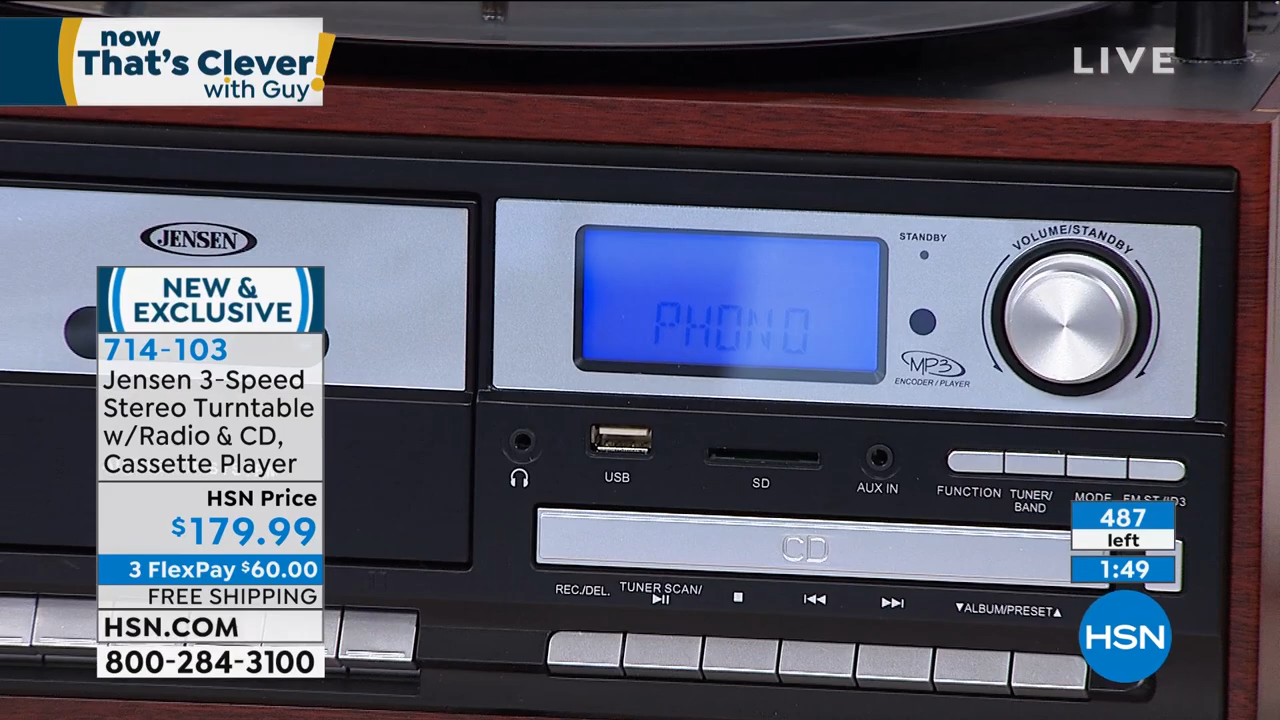 now
That's Clever!
with Guy
LIVE
JENSEN
NEW &
EXCLUSIVE
714-103
Jensen 3-Speed
Stereo Turntable
w/Radio & CD,
Cassette Player
HSN Price
$179.99
3 FlexPay $60.00
FREE SHIPPING
HSN.COM
800-284-3100
PHONO
STANDBY
VOLUME/STANDBY
MP3
ENCODER / PLAYER
USB
SD
AUX IN
FUNCTION
TUNER/
BAND
MODE
CD
REC./DEL.
TUNER SCAN/
▼ALBUM/PRESET▲
487
left
1:49
HSN